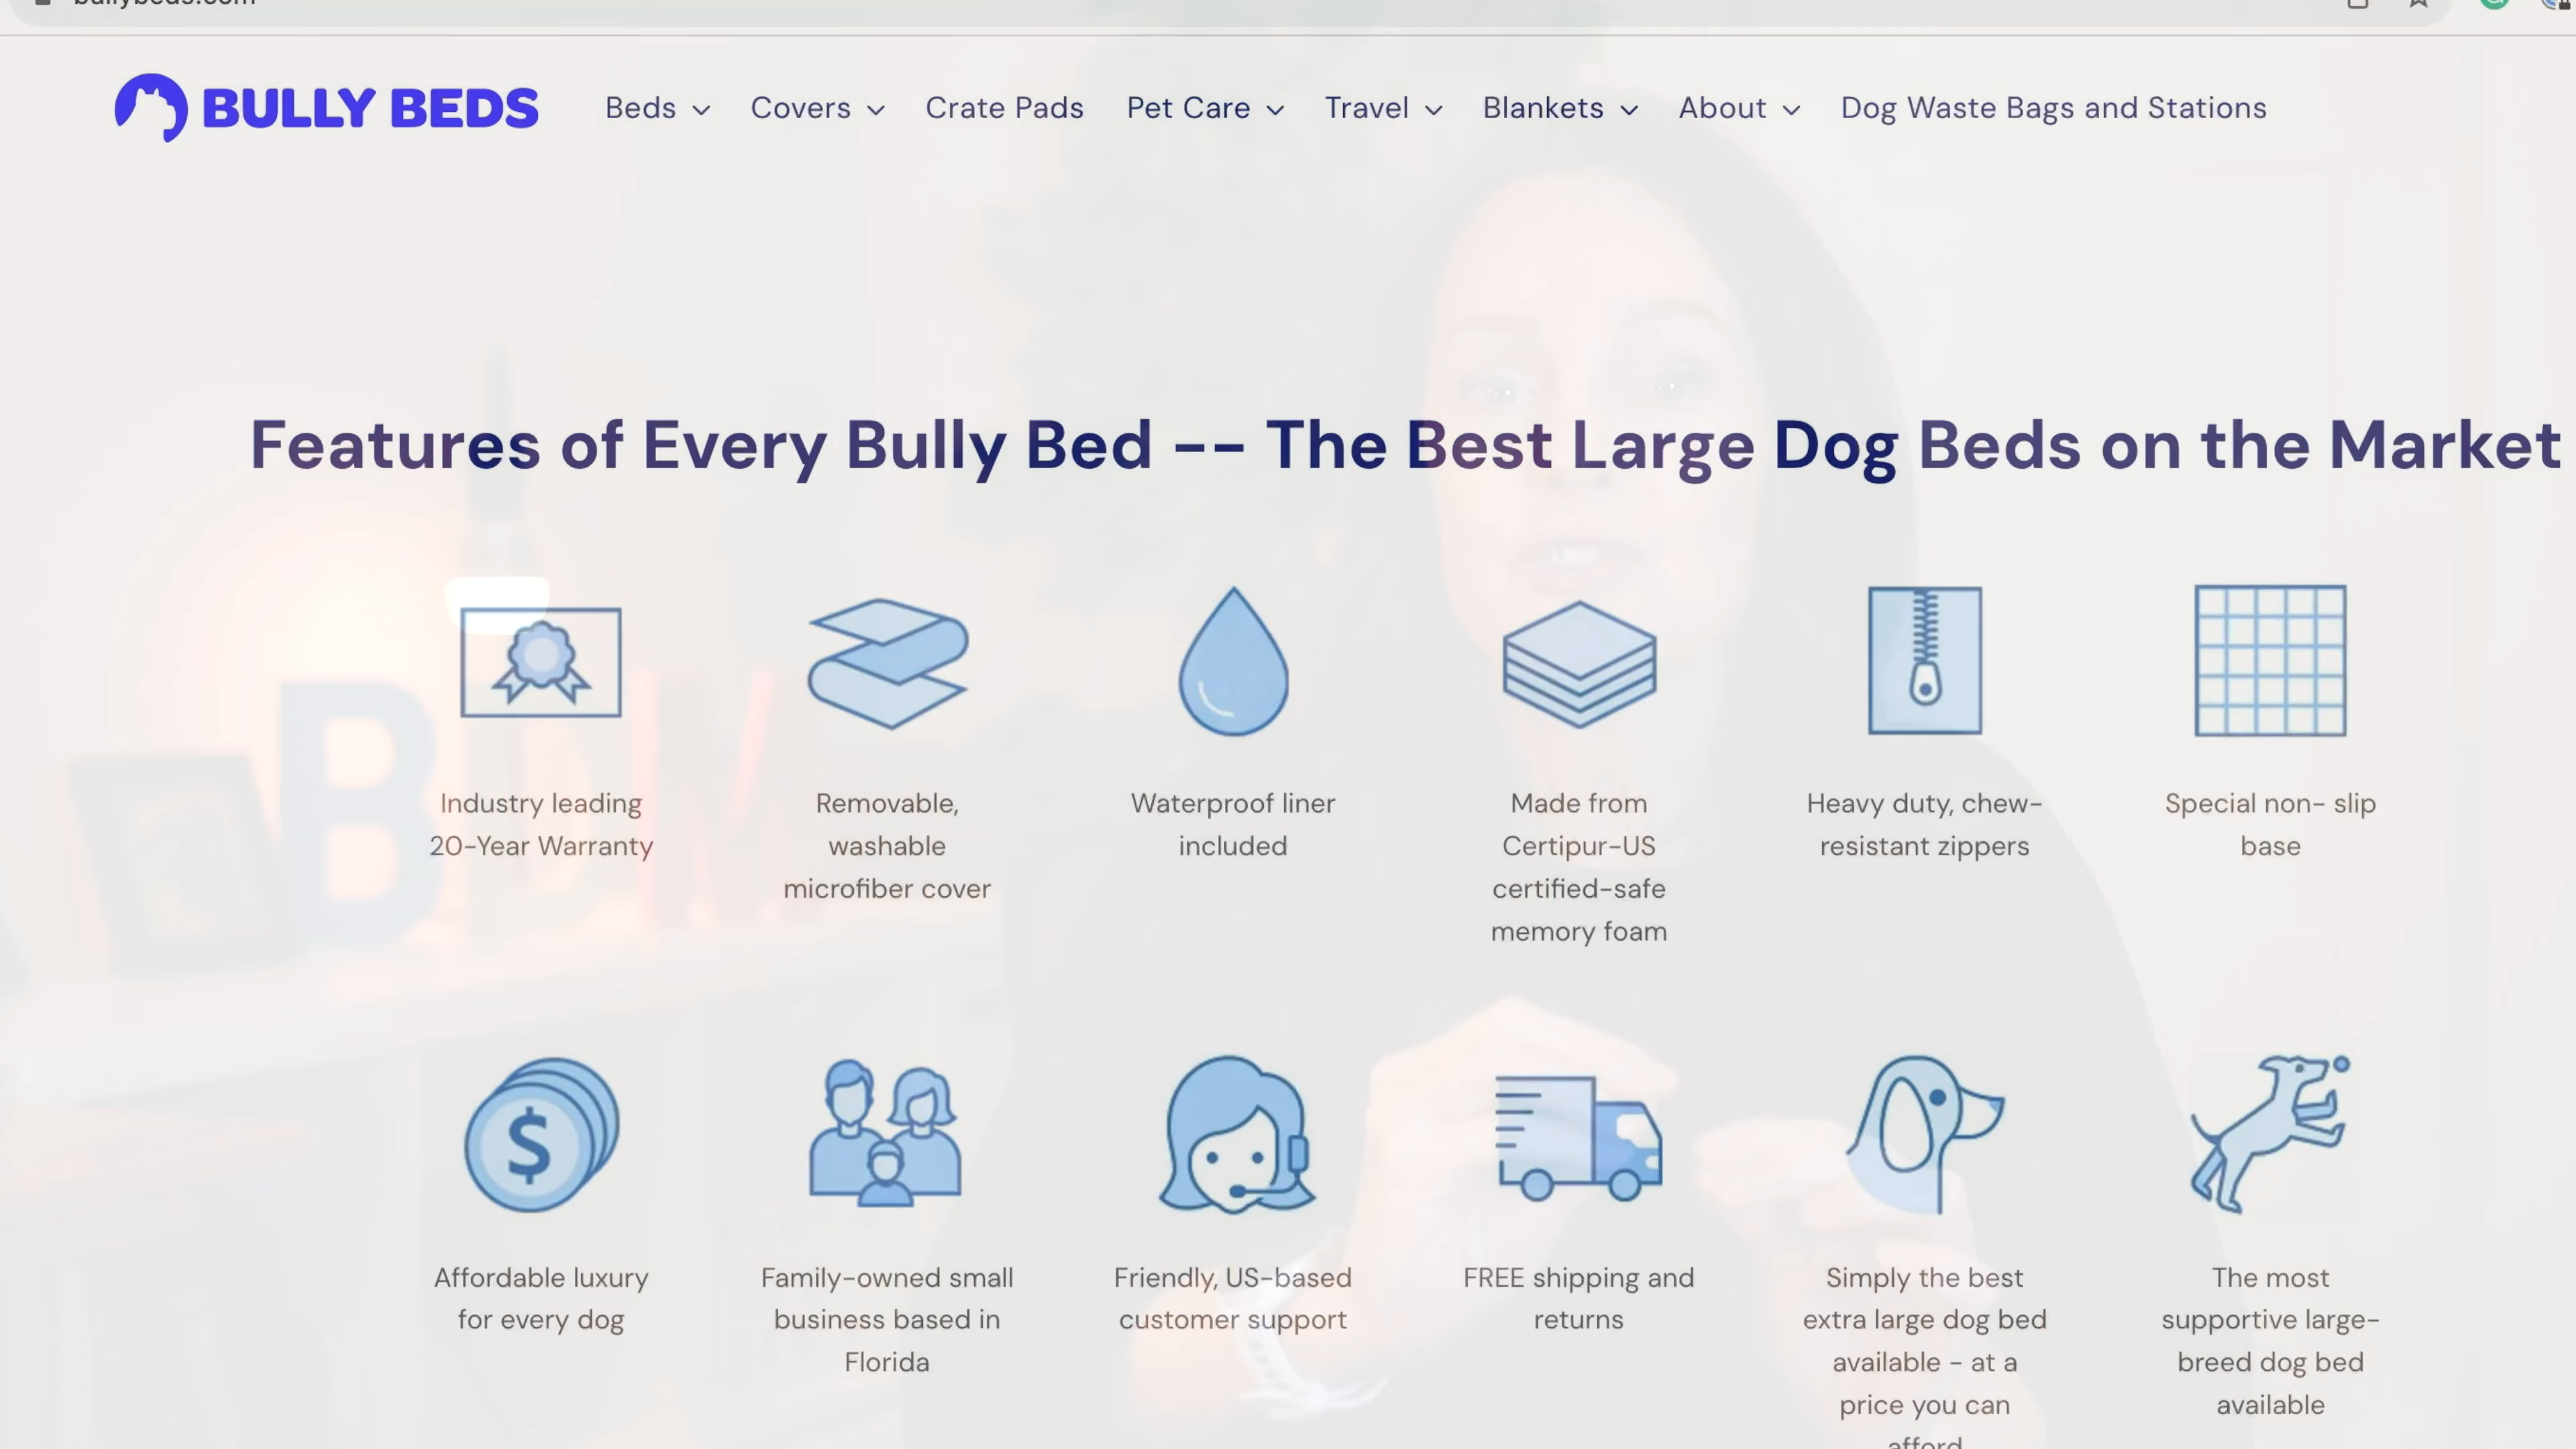 bullybeds.com
BULLY BEDS
Beds
Covers
Crate Pads
Pet Care
Travel
Blankets
About
Dog Waste Bags and Stations
Features of Every Bully Bed -- The Best Large Dog Beds on the Market
Industry leading
20-Year Warranty
Removable,
washable
microfiber cover
Waterproof liner
included
Made from
Certipur-US
certified-safe
memory foam
Heavy duty, chew-
resistant zippers
Special non- slip
base
B
D
M
$
Affordable luxury
for every dog
Family-owned small
business based in
Florida
Friendly, US-based
customer support
FREE shipping and
returns
Simply the best
extra large dog bed
available - at a
price you can
afford
The most
supportive large-
breed dog bed
available